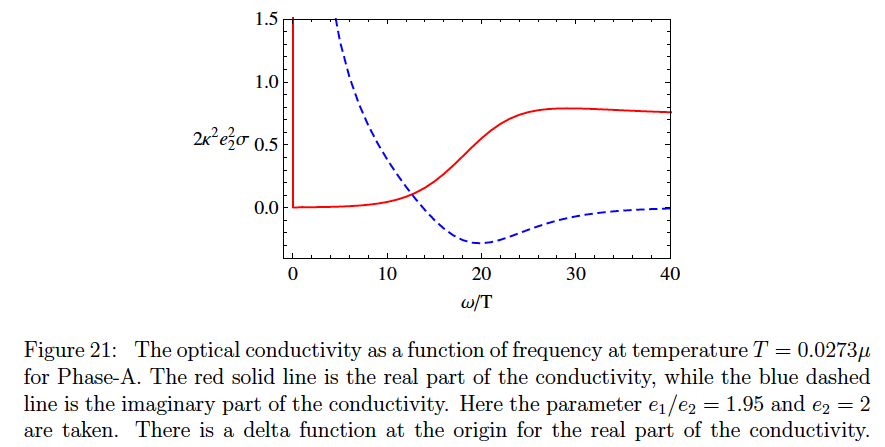 1.5
1.0
2κ²e₂²σ 0.5
0.0
0 10 20 30 40
ω/T
Figure 21: The optical conductivity as a function of frequency at temperature T = 0.0273μ
for Phase-A. The red solid line is the real part of the conductivity, while the blue dashed
line is the imaginary part of the conductivity. Here the parameter e₁/e₂ = 1.95 and e₂ = 2
are taken. There is a delta function at the origin for the real part of the conductivity.